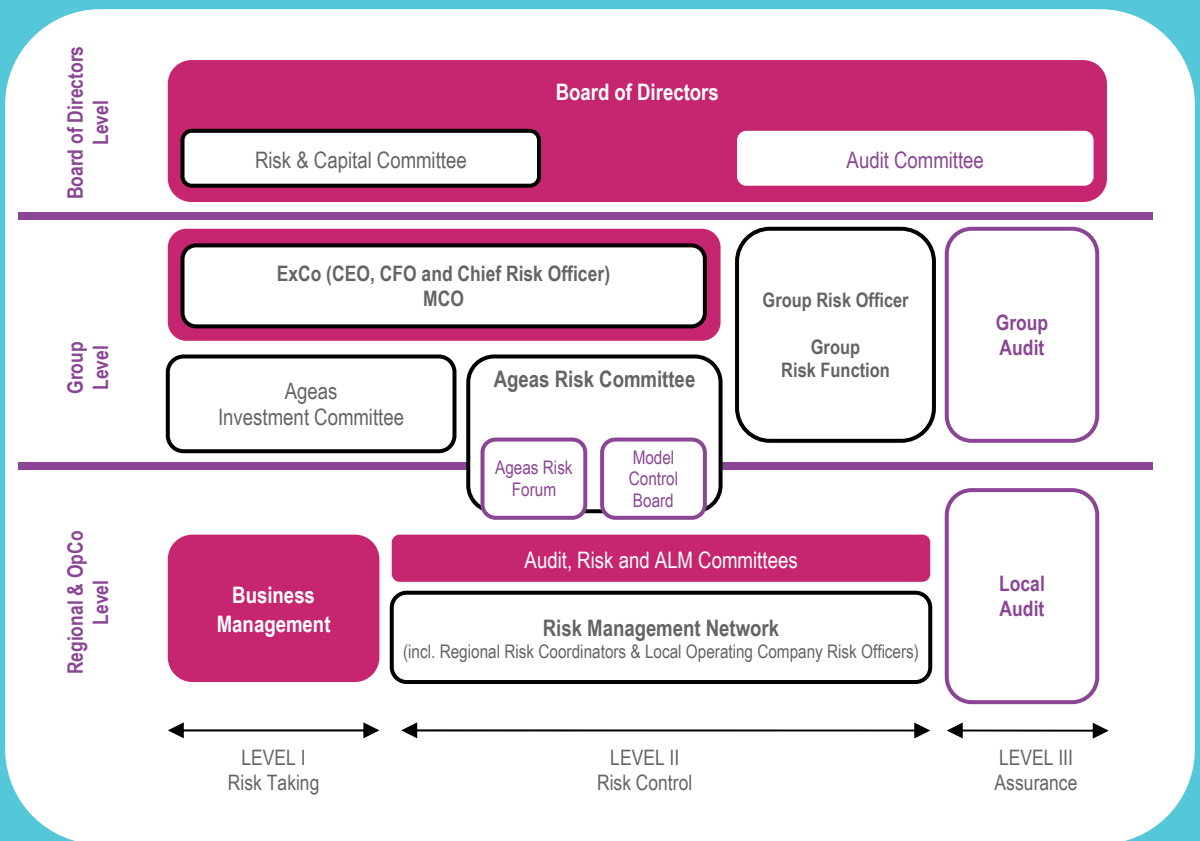 Board of Directors
Level
Board of Directors
Risk & Capital Committee
Audit Committee
Group
Level
ExCo (CEO, CFO and Chief Risk Officer)
MCO
Group Risk Officer
Group
Risk Function
Group
Audit
Ageas
Investment Committee
Ageas Risk Committee
Ageas Risk
Forum
Model
Control
Board
Regional & OpCo
Level
Business
Management
Audit, Risk and ALM Committees
Risk Management Network
(incl. Regional Risk Coordinators & Local Operating Company Risk Officers)
Local
Audit
LEVEL I
Risk Taking
LEVEL II
Risk Control
LEVEL III
Assurance